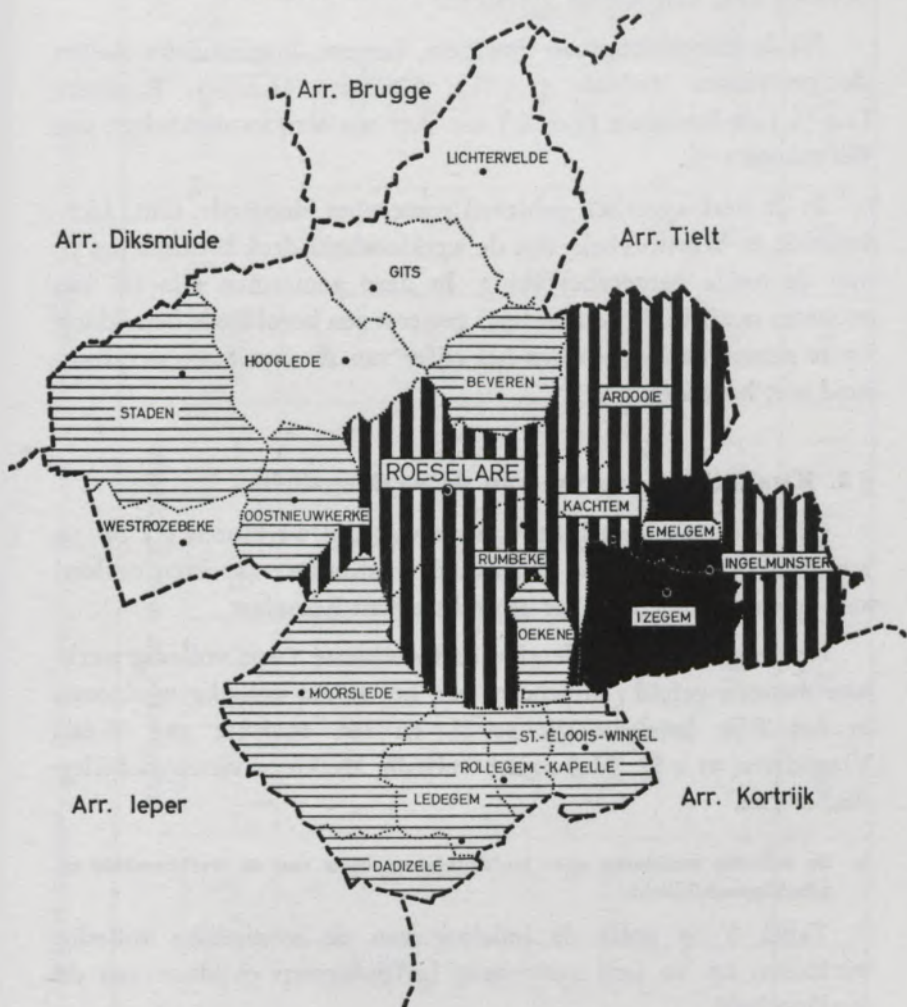 Arr. Brugge
LICHTERVELDE
Arr. Diksmuide
Arr. Tielt
GITS
HOOGLEDE
BEVEREN
ARDOOIE
STADEN
ROESELARE
KACHTEM
WESTROZEBEKE
OOSTNIEUWKERKE
EMELGEM
RUMBEKE
INGELMUNSTER
IZEGEM
OEKENE
MOORSLEDE
ST.-ELOOIS-WINKEL
ROLLEGEM-KAPELLE
LEDEGEM
Arr. Ieper
Arr. Kortrijk
DADIZELE